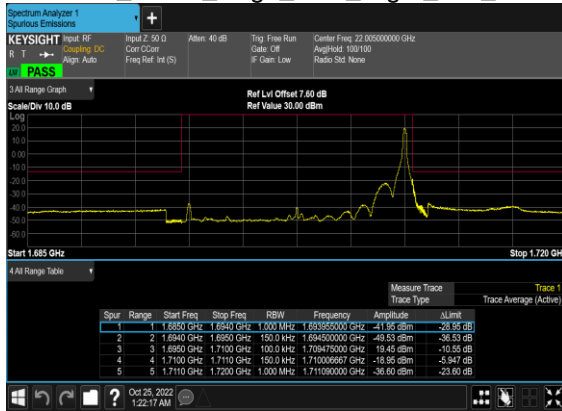 Spectrum Analyzer 1
Spurious Emissions
+
KEYSIGHT Input: RF Input Z: 50 Ω Atten: 40 dB Trig: Free Run Center Freq: 22.005000000 GHz
R T Coupling: DC Corr CCorr Gate: Off Avg|Hold: 100/100
Align: Auto Freq Ref: Int (S) IF Gain: Low Radio Std: None
PASS
3 All Range Graph Ref Lvl Offset 7.60 dB
Scale/Div 10.0 dB Ref Value 30.00 dBm
Log
20.0
10.0
0.00
-10.0
-20.0
-30.0
-40.0
-50.0
-60.0
Start 1.685 GHz Stop 1.720 GH
4 All Range Table
Measure Trace Trace 1
Trace Type Trace Average (Active)
Spur Range Start Freq Stop Freq RBW Frequency Amplitude ΔLimit
1 1 1.6850 GHz 1.6940 GHz 1.000 MHz 1.693955000 GHz -41.95 dBm -28.95 dB
2 2 1.6940 GHz 1.6950 GHz 150.0 kHz 1.694500000 GHz -49.53 dBm -36.53 dB
3 3 1.6950 GHz 1.7100 GHz 100.0 kHz 1.709475000 GHz 19.45 dBm -10.55 dB
4 4 1.7100 GHz 1.7110 GHz 150.0 kHz 1.710006667 GHz -18.95 dBm -5.947 dB
5 5 1.7110 GHz 1.7200 GHz 1.000 MHz 1.711090000 GHz -36.60 dBm -23.60 dB
? Oct 25, 2022
1:22:17 AM